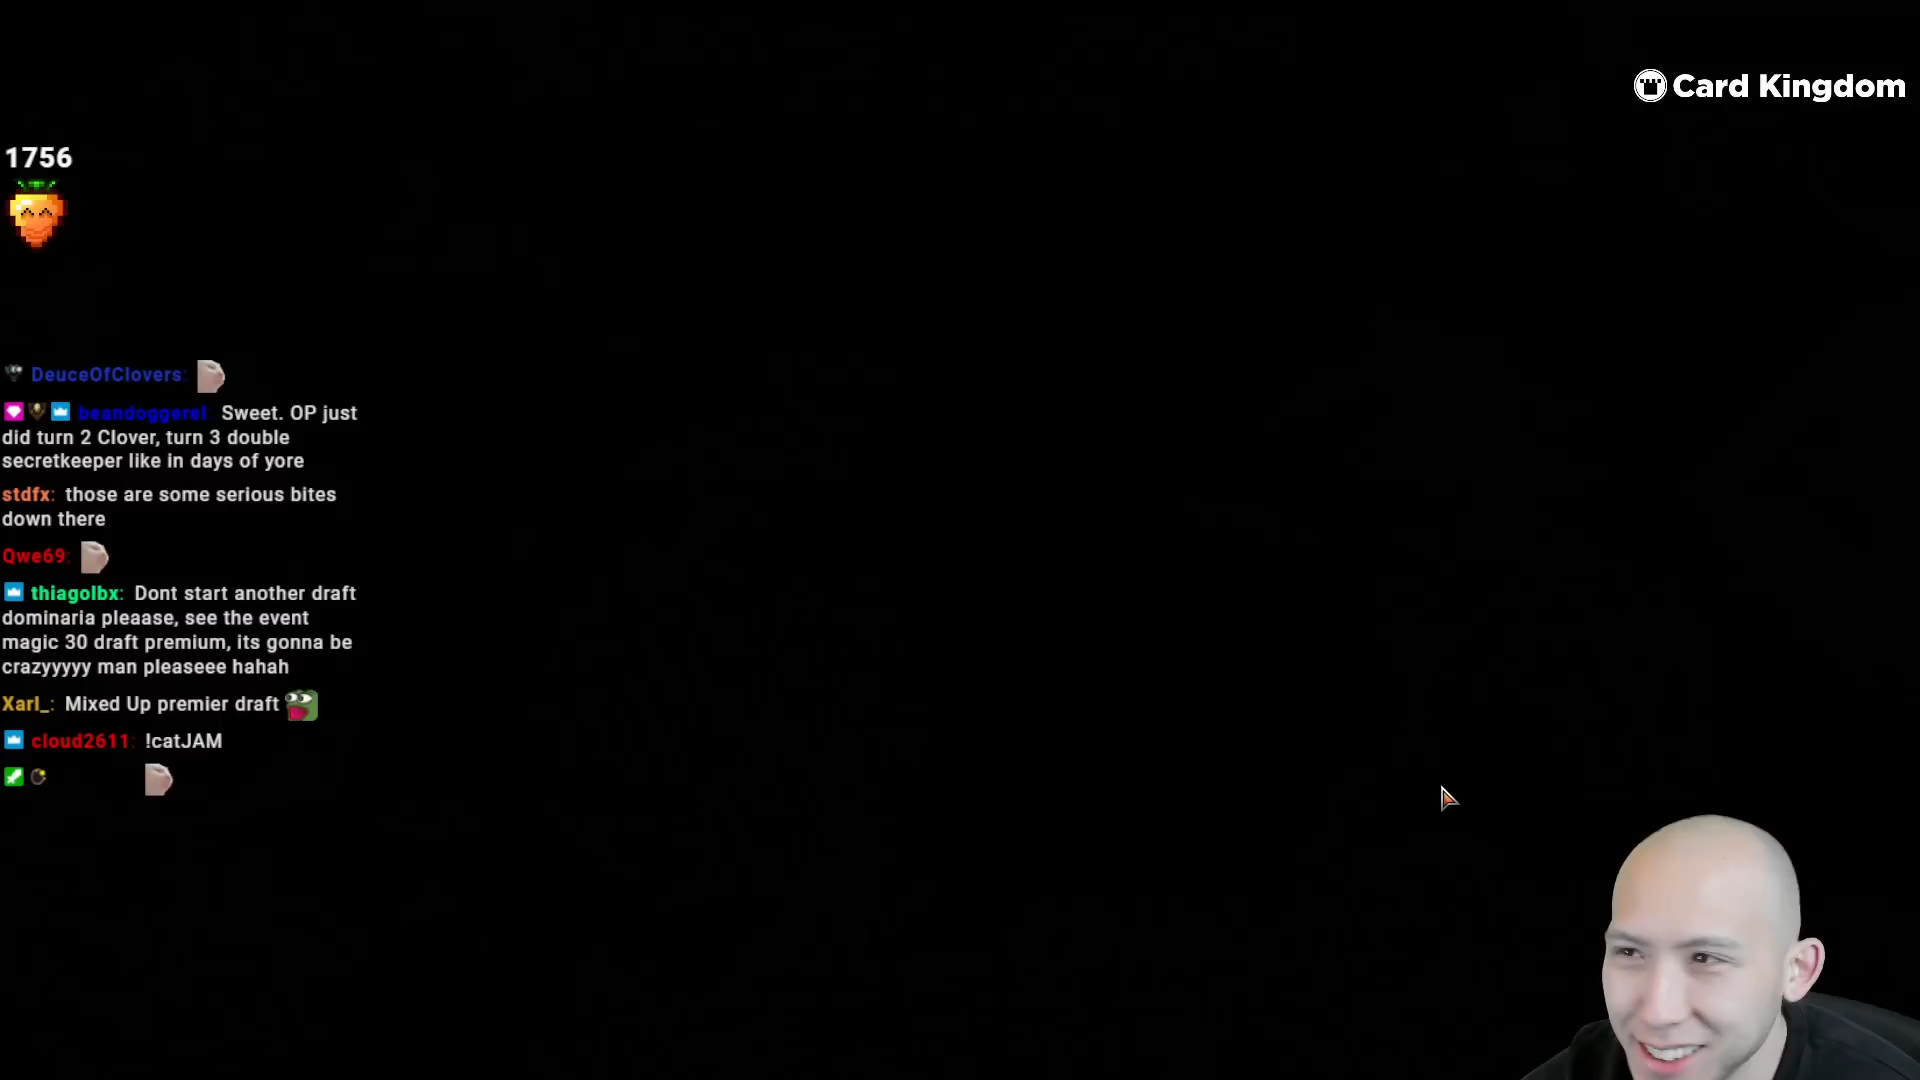 Card Kingdom
1756
DeuceOfClovers:
beandoggerel Sweet. OP just
did turn 2 Clover, turn 3 double
secretkeeper like in days of yore
stdfx: those are some serious bites
down there
Qwe69:
thiagolbx: Dont start another draft
dominaria pleaase, see the event
magic 30 draft premium, its gonna be
crazyyyyy man pleaseee hahah
Xarl_: Mixed Up premier draft
cloud2611: !catJAM